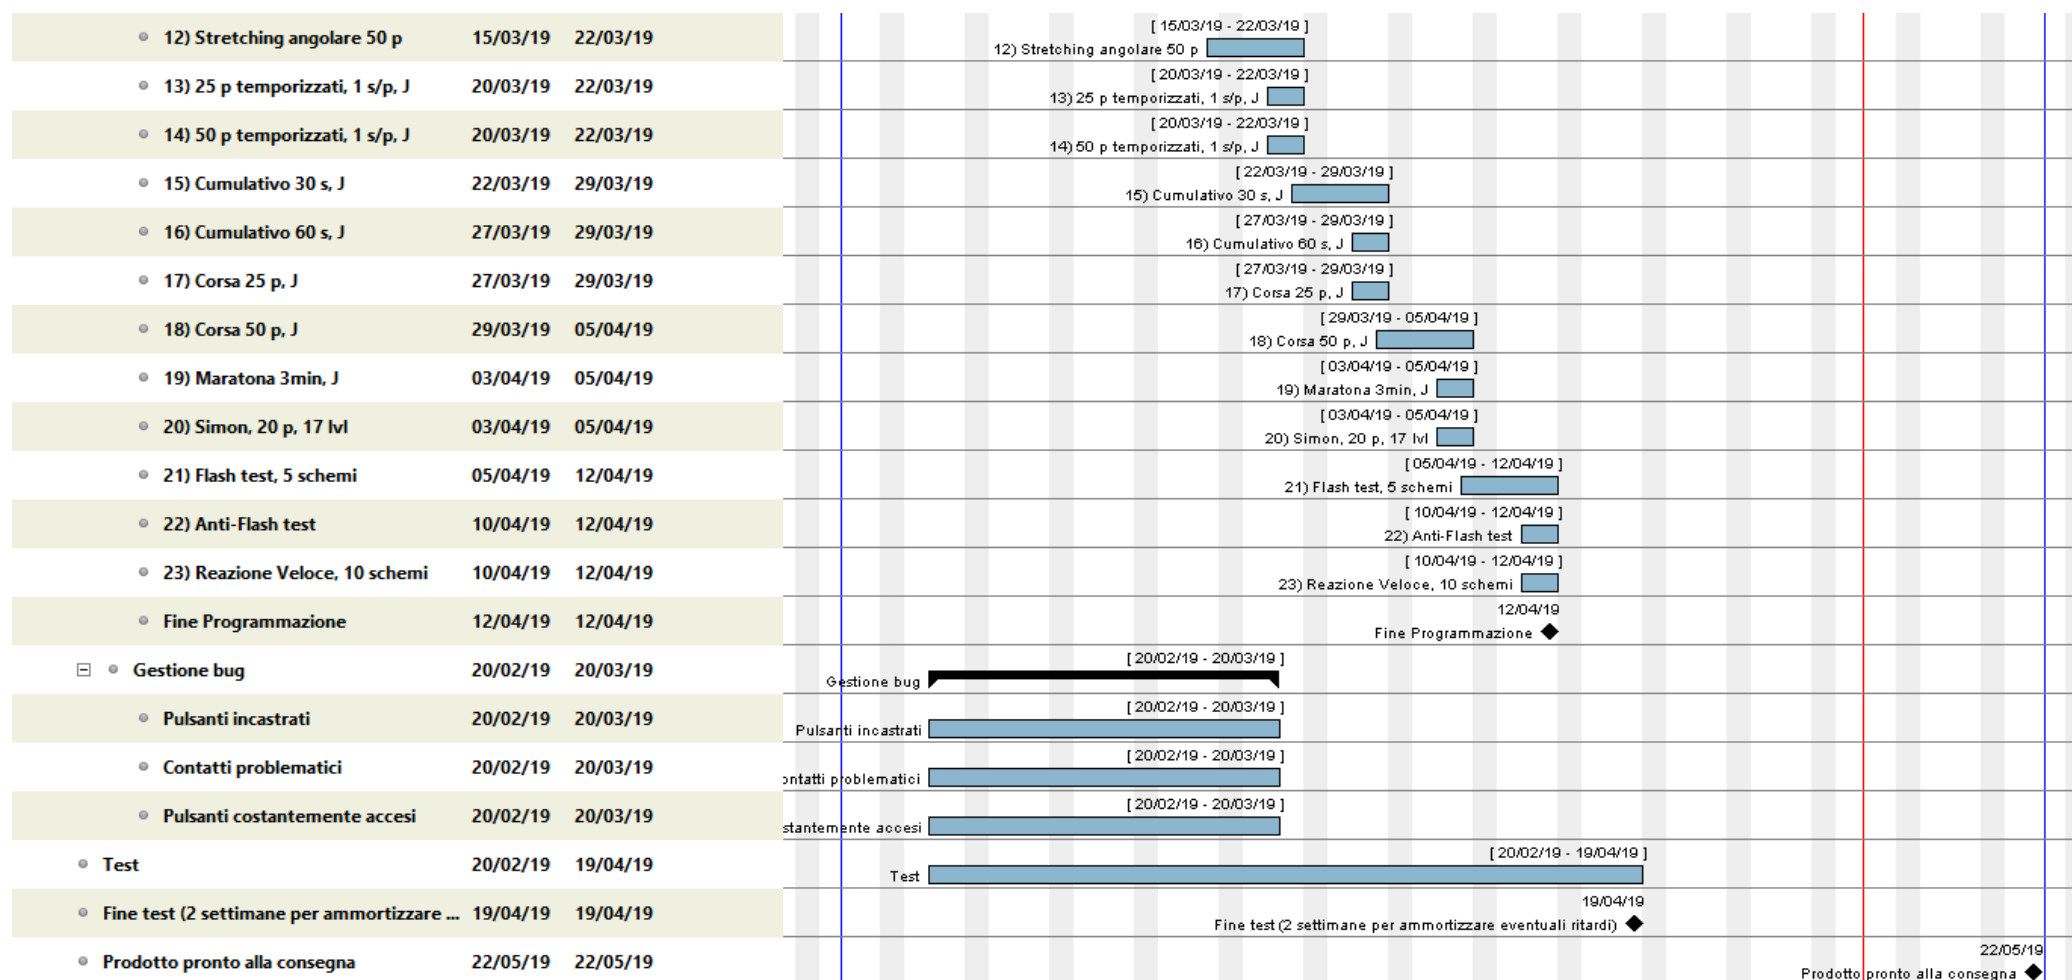 12) Stretching angolare 50 p 15/03/19 22/03/19
[ 15/03/19 - 22/03/19 ]
12) Stretching angolare 50 p
13) 25 p temporizzati, 1 s/p, J 20/03/19 22/03/19
[ 20/03/19 - 22/03/19 ]
13) 25 p temporizzati, 1 s/p, J
14) 50 p temporizzati, 1 s/p, J 20/03/19 22/03/19
[ 20/03/19 - 22/03/19 ]
14) 50 p temporizzati, 1 s/p, J
15) Cumulativo 30 s, J 22/03/19 29/03/19
[ 22/03/19 - 29/03/19 ]
15) Cumulativo 30 s, J
16) Cumulativo 60 s, J 27/03/19 29/03/19
[ 27/03/19 - 29/03/19 ]
16) Cumulativo 60 s, J
17) Corsa 25 p, J 27/03/19 29/03/19
[ 27/03/19 - 29/03/19 ]
17) Corsa 25 p, J
18) Corsa 50 p, J 29/03/19 05/04/19
[ 29/03/19 - 05/04/19 ]
18) Corsa 50 p, J
19) Maratona 3min, J 03/04/19 05/04/19
[ 03/04/19 - 05/04/19 ]
19) Maratona 3min, J
20) Simon, 20 p, 17 lvl 03/04/19 05/04/19
[ 03/04/19 - 05/04/19 ]
20) Simon, 20 p, 17 lvl
21) Flash test, 5 schemi 05/04/19 12/04/19
[ 05/04/19 - 12/04/19 ]
21) Flash test, 5 schemi
22) Anti-Flash test 10/04/19 12/04/19
[ 10/04/19 - 12/04/19 ]
22) Anti-Flash test
23) Reazione Veloce, 10 schemi 10/04/19 12/04/19
[ 10/04/19 - 12/04/19 ]
23) Reazione Veloce, 10 schemi
Fine Programmazione 12/04/19 12/04/19
12/04/19
Fine Programmazione
Gestione bug 20/02/19 20/03/19
[ 20/02/19 - 20/03/19 ]
Gestione bug
Pulsanti incastrati 20/02/19 20/03/19
[ 20/02/19 - 20/03/19 ]
Pulsanti incastrati
Contatti problematici 20/02/19 20/03/19
[ 20/02/19 - 20/03/19 ]
ontatti problematici
Pulsanti costantemente accesi 20/02/19 20/03/19
[ 20/02/19 - 20/03/19 ]
stantemente accesi
Test 20/02/19 19/04/19
[ 20/02/19 - 19/04/19 ]
Test
Fine test (2 settimane per ammortizzare ... 19/04/19 19/04/19
19/04/19
Fine test (2 settimane per ammortizzare eventuali ritardi)
Prodotto pronto alla consegna 22/05/19 22/05/19
22/05/19
Prodotto pronto alla consegna